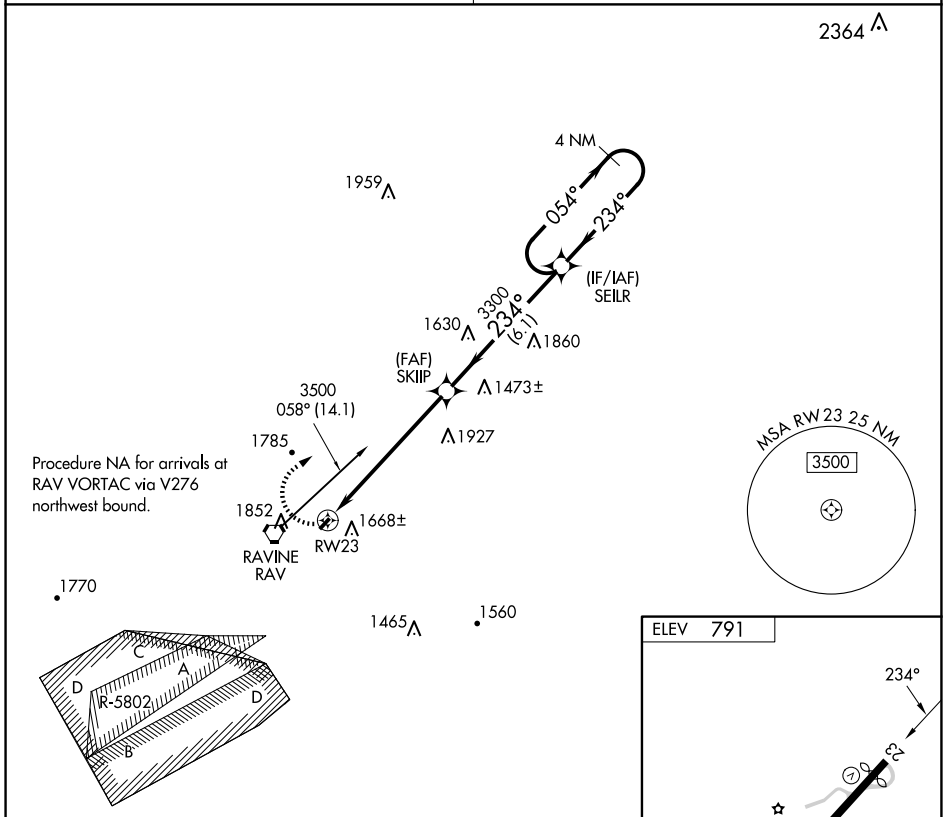 2364
4 NM
1959
054°
234°
(IF/IAF)
SEILR
3300
234°
(6.1)
1630
1860
(FAF)
SKIIP
1473±
3500
058° (14.1)
1927
1785
MSA RW23 25 NM
3500
Procedure NA for arrivals at
RAV VORTAC via V276
northwest bound.
1852
1668±
RW23
RAVINE
RAV
1770
1465
1560
C
A
D
R-5802
D
B
ELEV 791
234°
23
V